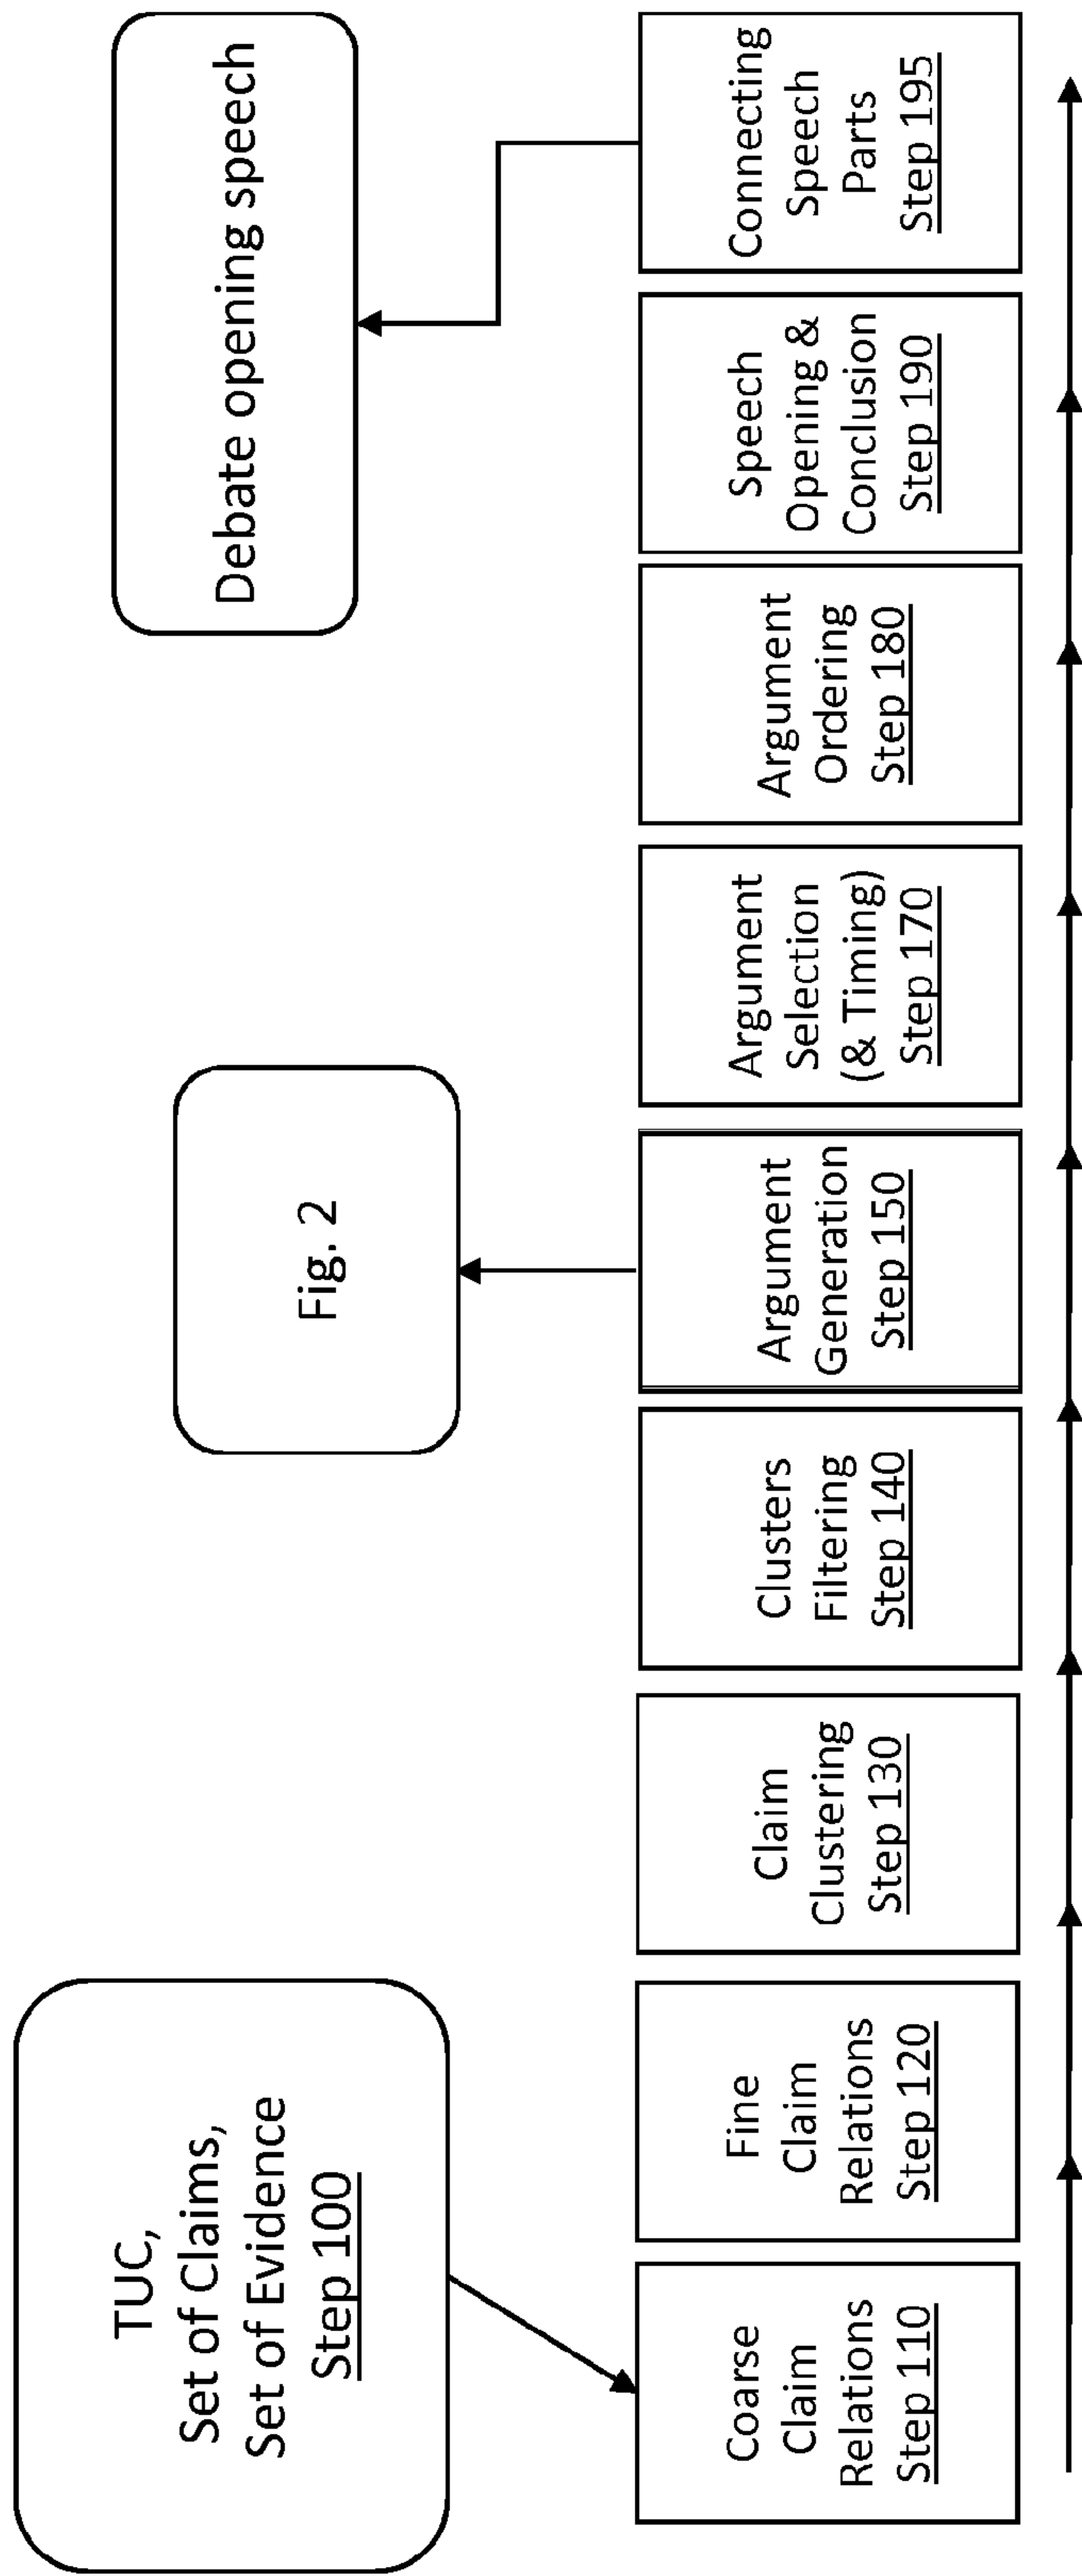 TUC,
Set of Claims,
Set of Evidence
Step 100
Fig. 2
Debate opening speech
Coarse
Claim
Relations
Step 110
Fine
Claim
Relations
Step 120
Claim
Clustering
Step 130
Clusters
Filtering
Step 140
Argument
Generation
Step 150
Argument
Selection
(& Timing)
Step 170
Argument
Ordering
Step 180
Speech
Opening &
Conclusion
Step 190
Connecting
Speech
Parts
Step 195